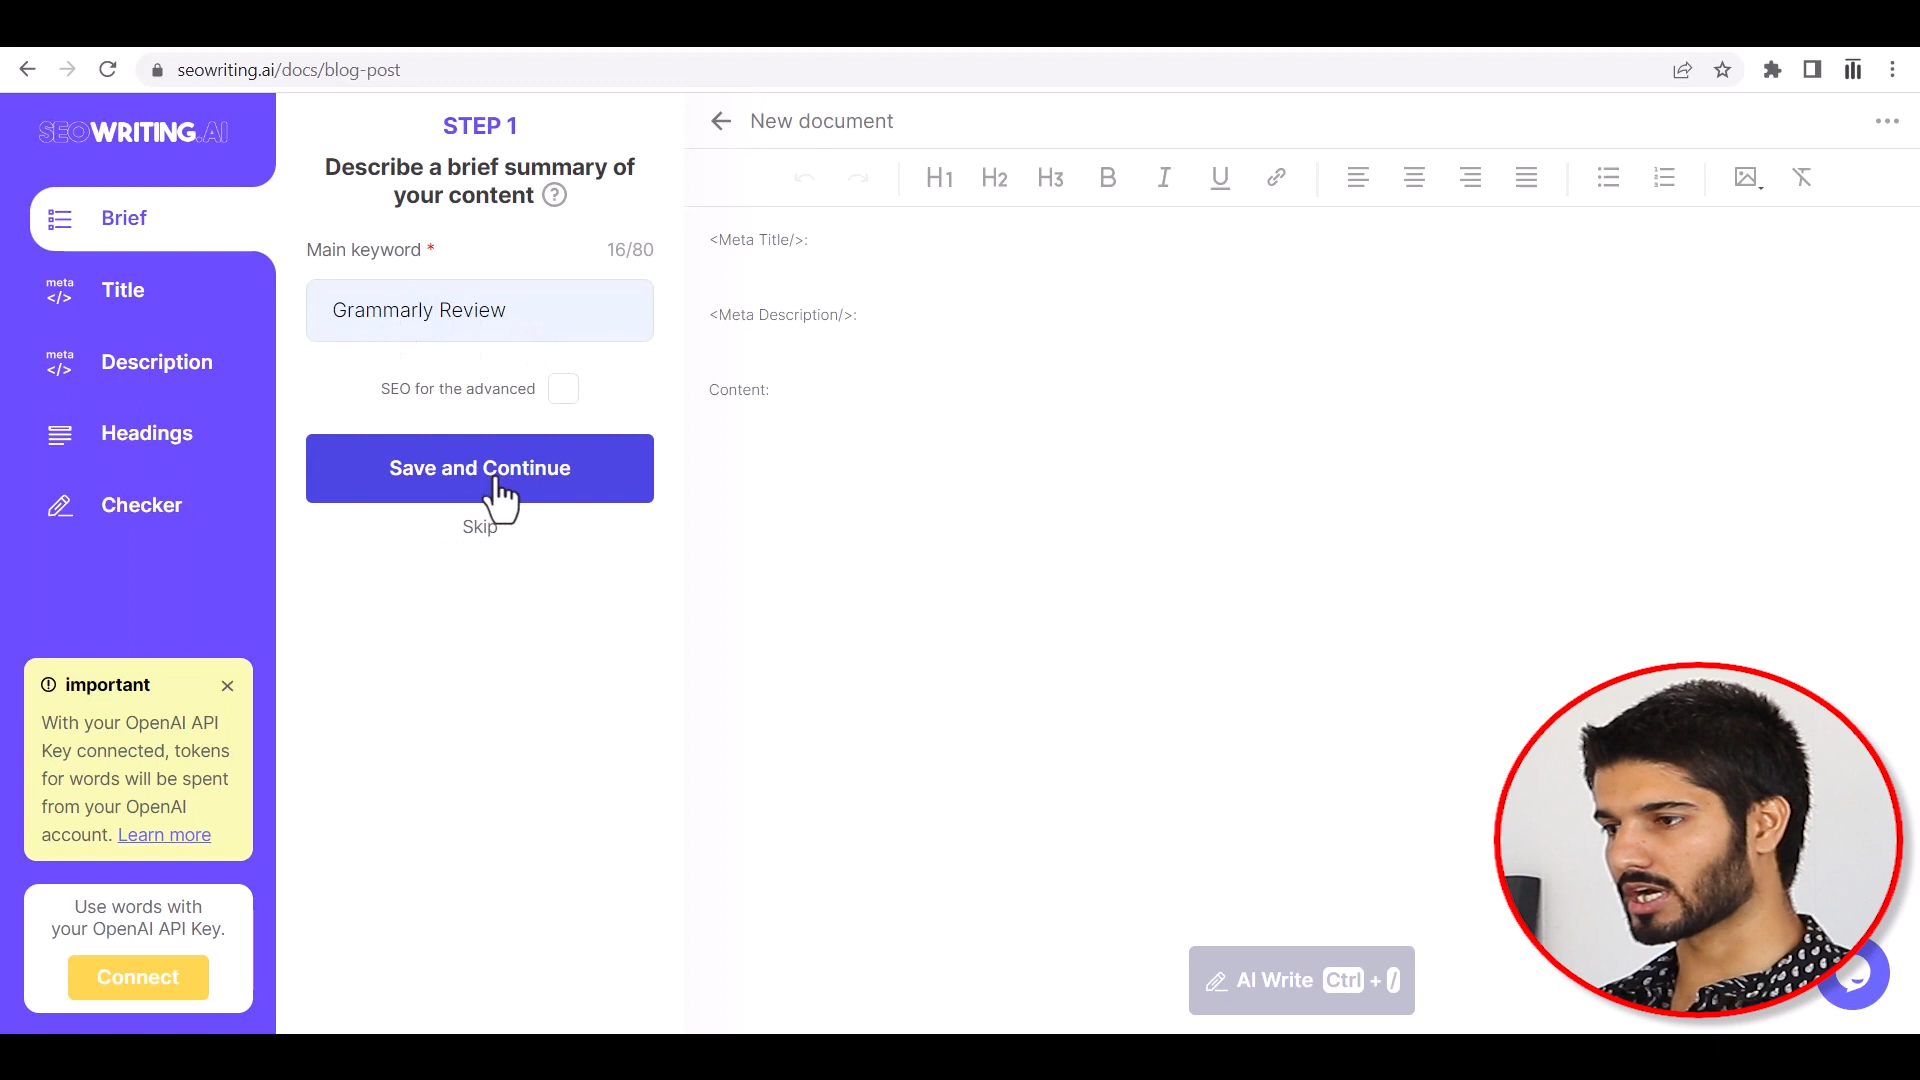 seowriting.ai/docs/blog-post
SEOWRITING.AI
Brief
meta
</>
Title
meta
</>
Description
Headings
Checker
important
With your OpenAI API
Key connected, tokens
for words will be spent
from your OpenAI
account. Learn more
Use words with
your OpenAI API Key.
Connect
STEP 1
Describe a brief summary of
your content ?
Main keyword * 16/80
Grammarly Review
SEO for the advanced
Save and Continue
Skip
New document
H1 H2 H3 B I U
<Meta Title/>:
<Meta Description/>:
Content:
AI Write Ctrl + /